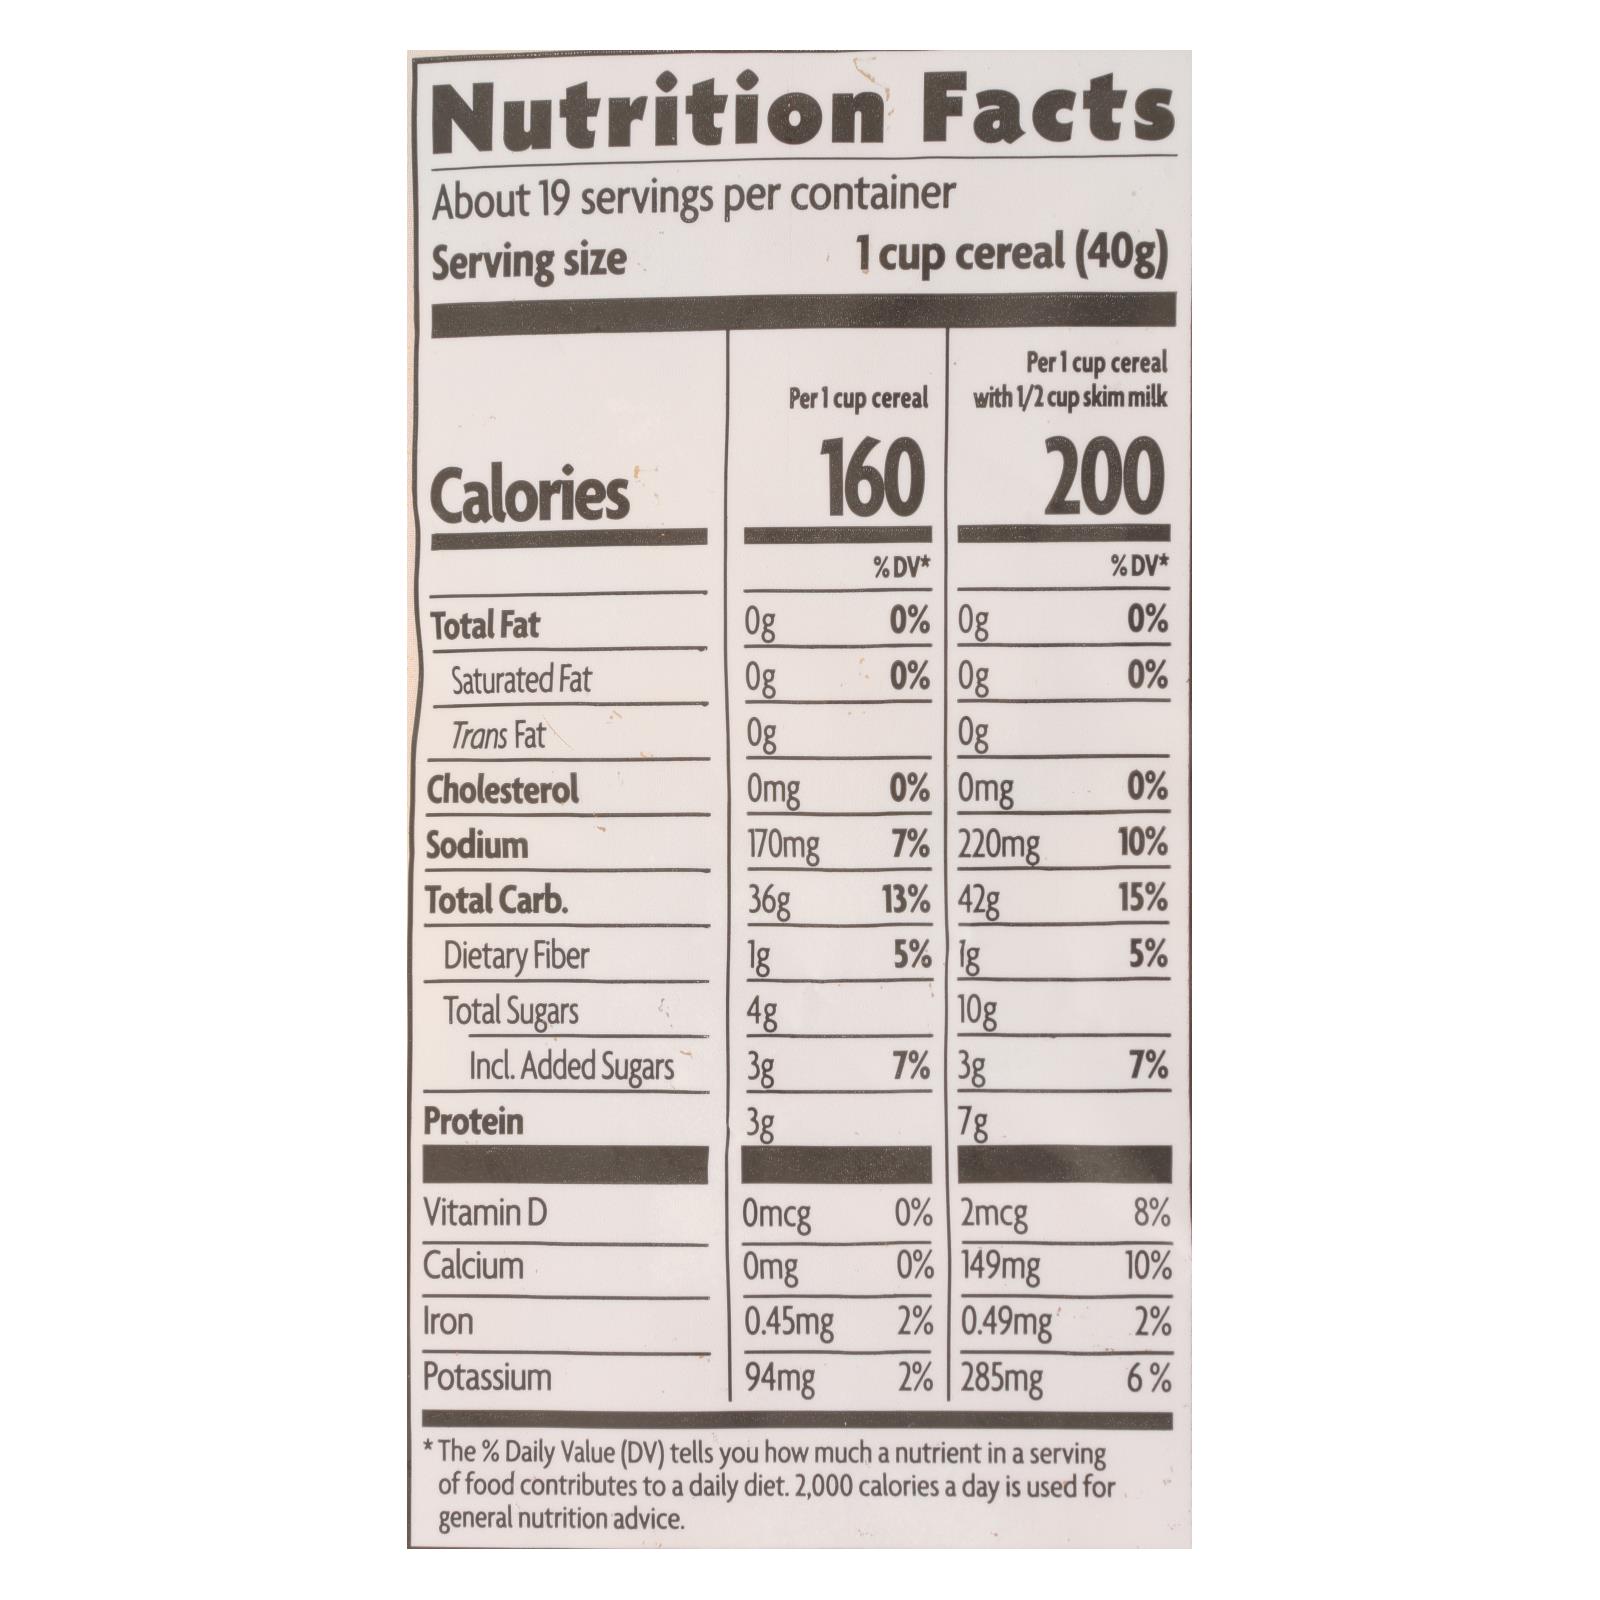 Nutrition Facts
About 19 servings per container
Serving size 1 cup cereal (40g)
Per 1 cup cereal
Per 1 cup cereal with 1/2 cup skim milk
Calories 160 200
% DV* % DV*
Total Fat 0g 0% 0g 0%
Saturated Fat 0g 0% 0g 0%
Trans Fat 0g 0g
Cholesterol 0mg 0% 0mg 0%
Sodium 170mg 7% 220mg 10%
Total Carb. 36g 13% 42g 15%
Dietary Fiber 1g 5% 1g 5%
Total Sugars 4g 10g
Incl. Added Sugars 3g 7% 3g 7%
Protein 3g 7g
Vitamin D 0mcg 0% 2mcg 8%
Calcium 0mg 0% 149mg 10%
Iron 0.45mg 2% 0.49mg 2%
Potassium 94mg 2% 285mg 6%
* The % Daily Value (DV) tells you how much a nutrient in a serving
of food contributes to a daily diet. 2,000 calories a day is used for
general nutrition advice.